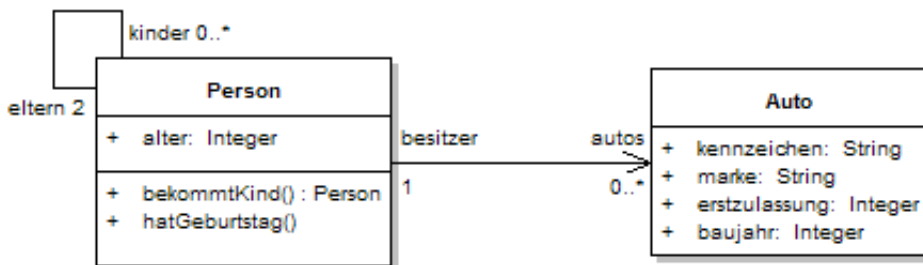 kinder 0..*
eltern 2
Person
+ alter: Integer
+ bekommtKind() : Person
+ hatGeburtstag()
besitzer
1
autos
0..*
Auto
+ kennzeichen: String
+ marke: String
+ erstzulassung: Integer
+ baujahr: Integer